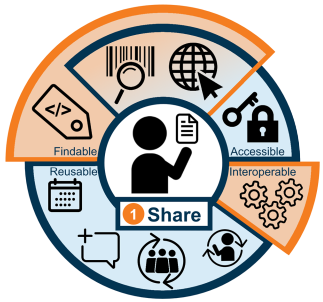 </>
Findable
Accessible
Reusable
Interoperable
1 Share